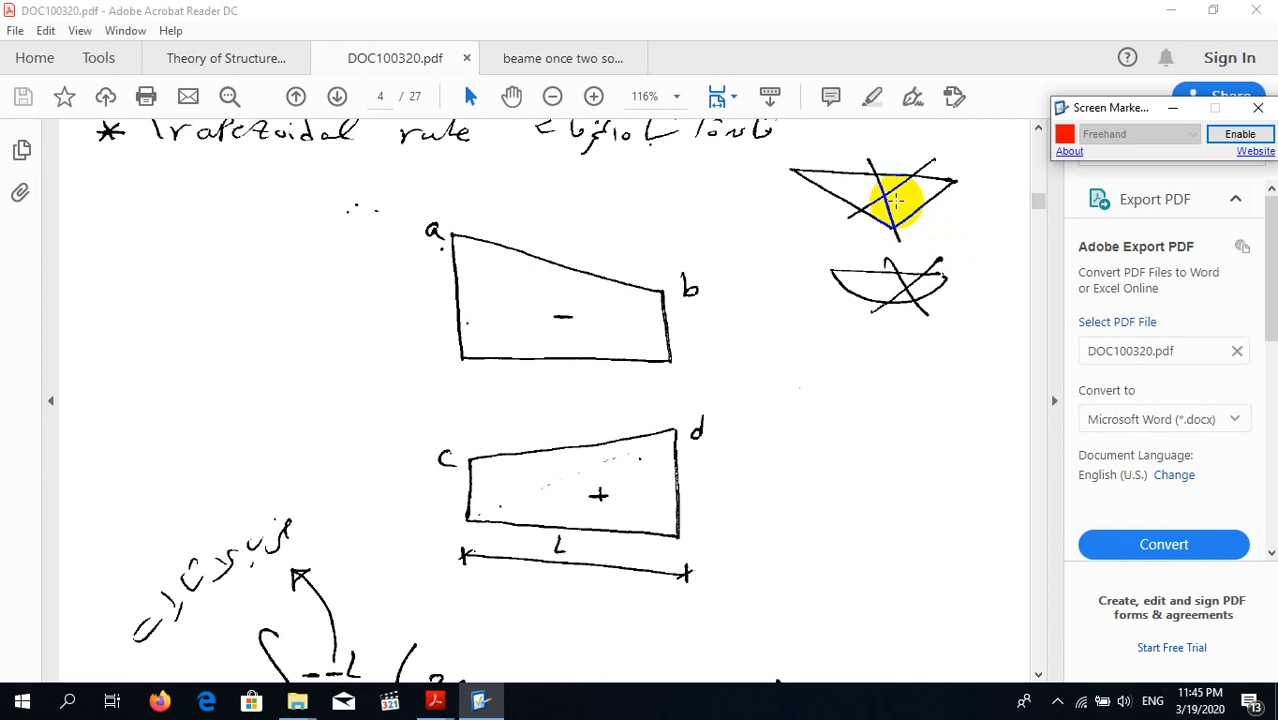 DOC100320.pdf - Adobe Acrobat Reader DC
File Edit View Window Help
Home Tools Theory of Structure... DOC100320.pdf × beame once two so...
Sign In
4 / 27 116% Share
Screen Marke...
Freehand Enable
About Website
* Trapezoidal rule
a
b
-
c
d
+
L
L
Export PDF
Adobe Export PDF
Convert PDF Files to Word
or Excel Online
Select PDF File
DOC100320.pdf
Convert to
Microsoft Word (*.docx)
Document Language:
English (U.S.) Change
Convert
Create, edit and sign PDF
forms & agreements
Start Free Trial
ENG 11:45 PM
3/19/2020 13